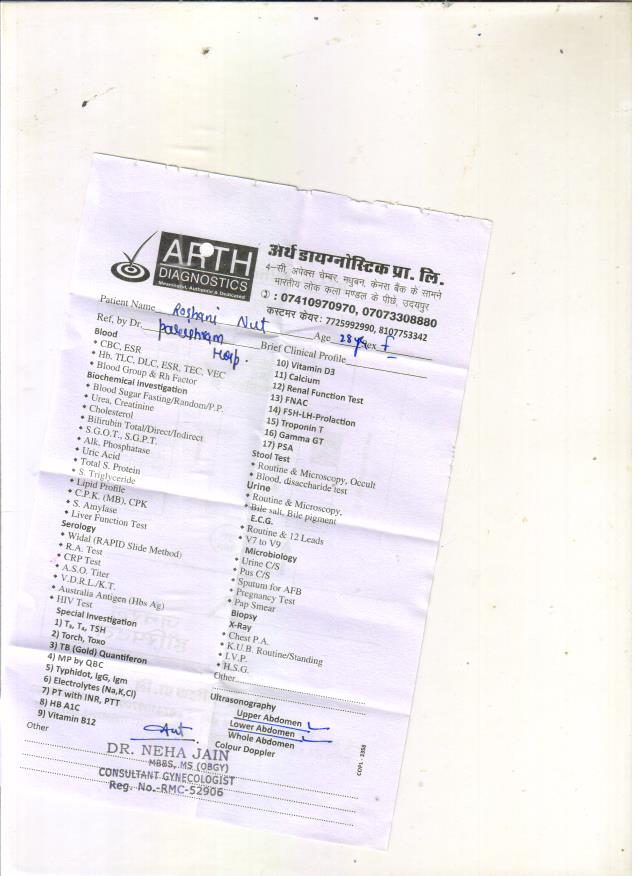 ARTH
DIAGNOSTICS
Meaningful, Authentic & Dedicated
अर्थ डायग्नोस्टिक प्रा. लि.
4-सी, अपेक्स चेम्बर, मधुबन, केनरा बैंक के सामने
भारतीय लोक कला मण्डल के पीछे, उदयपुर
: 07410970970, 07073308880
कस्टमर केयर : 7725992990, 8107753342
Patient Name Roshani Nut Age 28 yr Sex f
Ref, by Dr. Hosp. Brief Clinical Profile
Blood
• CBC, ESR
• Hb, TLC, DLC, ESR, TEC, VEC
• Blood Group & Rh Factor
Biochemical investigation
• Blood Sugar Fasting/Random/P.P.
• Urea, Creatinine
• Cholesterol
• Bilirubin Total/Direct/Indirect
• S.G.O.T., S.G.P.T.
• Alk. Phosphatase
• Uric Acid
• Total S. Protein
• S. Triglyceride
• Lipid Profile
• C.P.K. (MB), CPK
• S. Amylase
• Liver Function Test
Serology
• Widal (RAPID Slide Method)
• R.A. Test
• CRP Test
• A.S.O. Titer
• V.D.R.L./K.T.
• Australia Antigen (Hbs Ag)
• HIV Test
Special Investigation
1) T₃, T₄, TSH
2) Torch, Toxo
3) TB (Gold) Quantiferon
4) MP by QBC
5) Typhidot, IgG, Igm
6) Electrolytes (Na,K,Cl)
7) PT with INR, PTT
8) HB A1C
9) Vitamin B12
Other
10) Vitamin D3
11) Calcium
12) Renal Function Test
13) FNAC
14) FSH-LH-Prolaction
15) Troponin T
16) Gamma GT
17) PSA
Stool Test
• Routine & Microscopy, Occult
• Blood, disaccharide test
Urine
• Routine & Microscopy,
• Bile salt, Bile pigment
E.C.G.
• Routine & 12 Leads
• V7 to V9
Microbiology
• Urine C/S
• Pus C/S
• Sputum for AFB
• Pregnancy Test
• Pap Smear
Biopsy
X-Ray
• Chest P.A.
• K.U.B. Routine/Standing
• I.V.P.
• H.S.G.
Other
Ultrasonography
Upper Abdomen
Lower Abdomen
Whole Abdomen
Colour Doppler
COPL - 2358
DR. NEHA JAIN
MBBS, MS (OBGY)
CONSULTANT GYNECOLOGIST
Reg. No.-RMC-52906